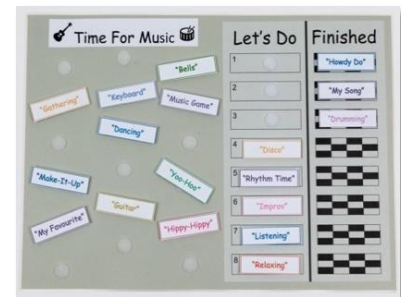 Time For Music
Let's Do
Finished
"Bells"
"Gathering"
"Keyboard"
"Music Game"
"Dancing"
"Make-It-Up"
"Yoo-Hoo"
"My Favourite"
"Guitar"
"Hippy-Hippy"
1
2
3
4 "Disco"
5 "Rhythm Time"
6 "Improv"
7 "Listening"
8 "Relaxing"
"Howdy Do"
"My Song"
"Drumming"